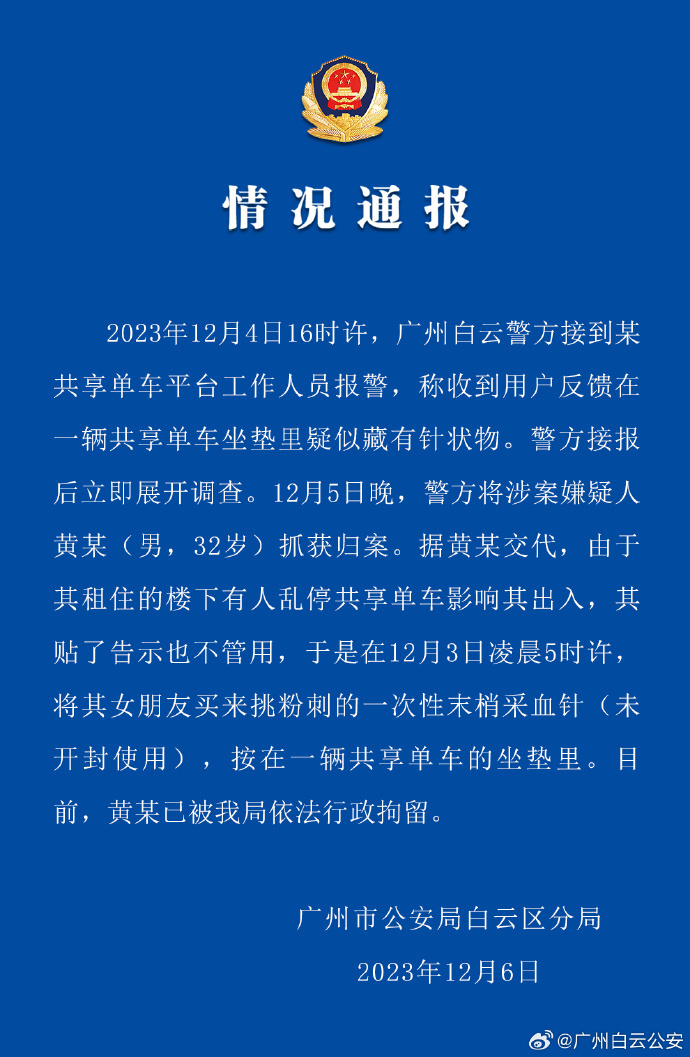 情况通报
2023年12月4日16时许，广州白云警方接到某
共享单车平台工作人员报警，称收到用户反馈在
一辆共享单车坐垫里疑似藏有针状物。警方接报
后立即展开调查。12月5日晚，警方将涉案嫌疑人
黄某（男，32岁）抓获归案。据黄某交代，由于
其租住的楼下有人乱停共享单车影响其出入，其
贴了告示也不管用，于是在12月3日凌晨5时许，
将其女朋友买来挑粉刺的一次性末梢采血针（未
开封使用），按在一辆共享单车的坐垫里。目
前，黄某已被我局依法行政拘留。
广州市公安局白云区分局
2023年12月6日
@广州白云公安